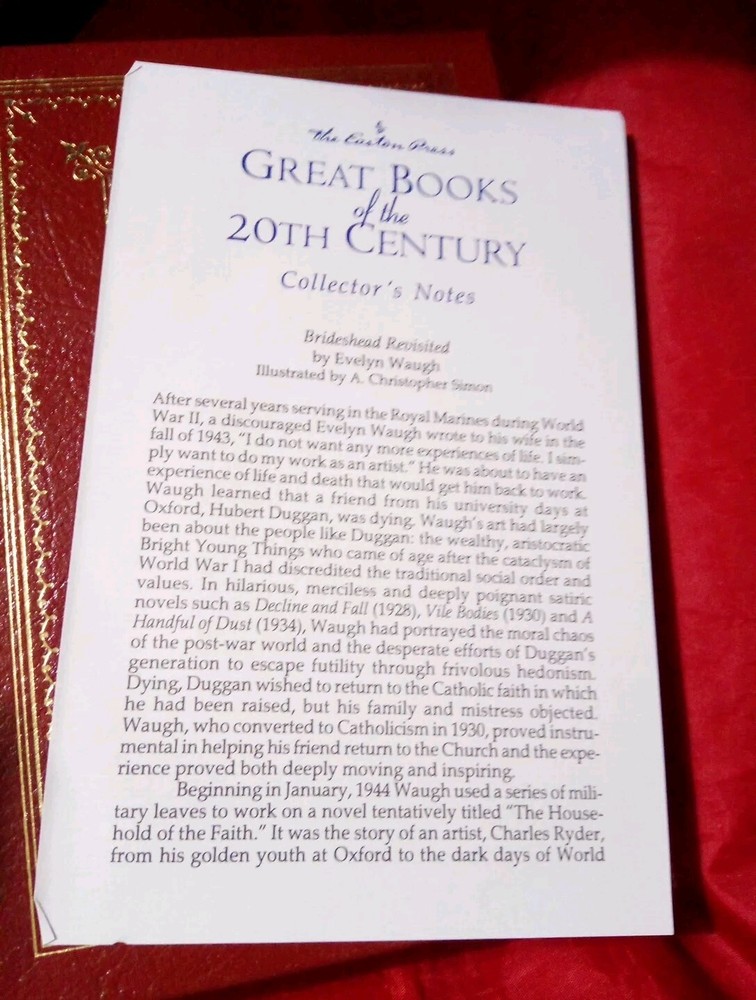 The Easton Press
GREAT BOOKS
of the
20TH CENTURY
Collector's Notes
Brideshead Revisited
by Evelyn Waugh
Illustrated by A. Christopher Simon
After several years serving in the Royal Marines during World
War II, a discouraged Evelyn Waugh wrote to his wife in the
fall of 1943, "I do not want any more experiences of life. I sim-
ply want to do my work as an artist." He was about to have an
experience of life and death that would get him back to work.
Waugh learned that a friend from his university days at
Oxford, Hubert Duggan, was dying. Waugh's art had largely
been about the people like Duggan: the wealthy, aristocratic
Bright Young Things who came of age after the cataclysm of
World War I had discredited the traditional social order and
values. In hilarious, merciless and deeply poignant satiric
novels such as Decline and Fall (1928), Vile Bodies (1930) and A
Handful of Dust (1934), Waugh had portrayed the moral chaos
of the post-war world and the desperate efforts of Duggan's
generation to escape futility through frivolous hedonism.
Dying, Duggan wished to return to the Catholic faith in which
he had been raised, but his family and mistress objected.
Waugh, who converted to Catholicism in 1930, proved instru-
mental in helping his friend return to the Church and the expe-
rience proved both deeply moving and inspiring.
Beginning in January, 1944 Waugh used a series of mili-
tary leaves to work on a novel tentatively titled "The House-
hold of the Faith." It was the story of an artist, Charles Ryder,
from his golden youth at Oxford to the dark days of World